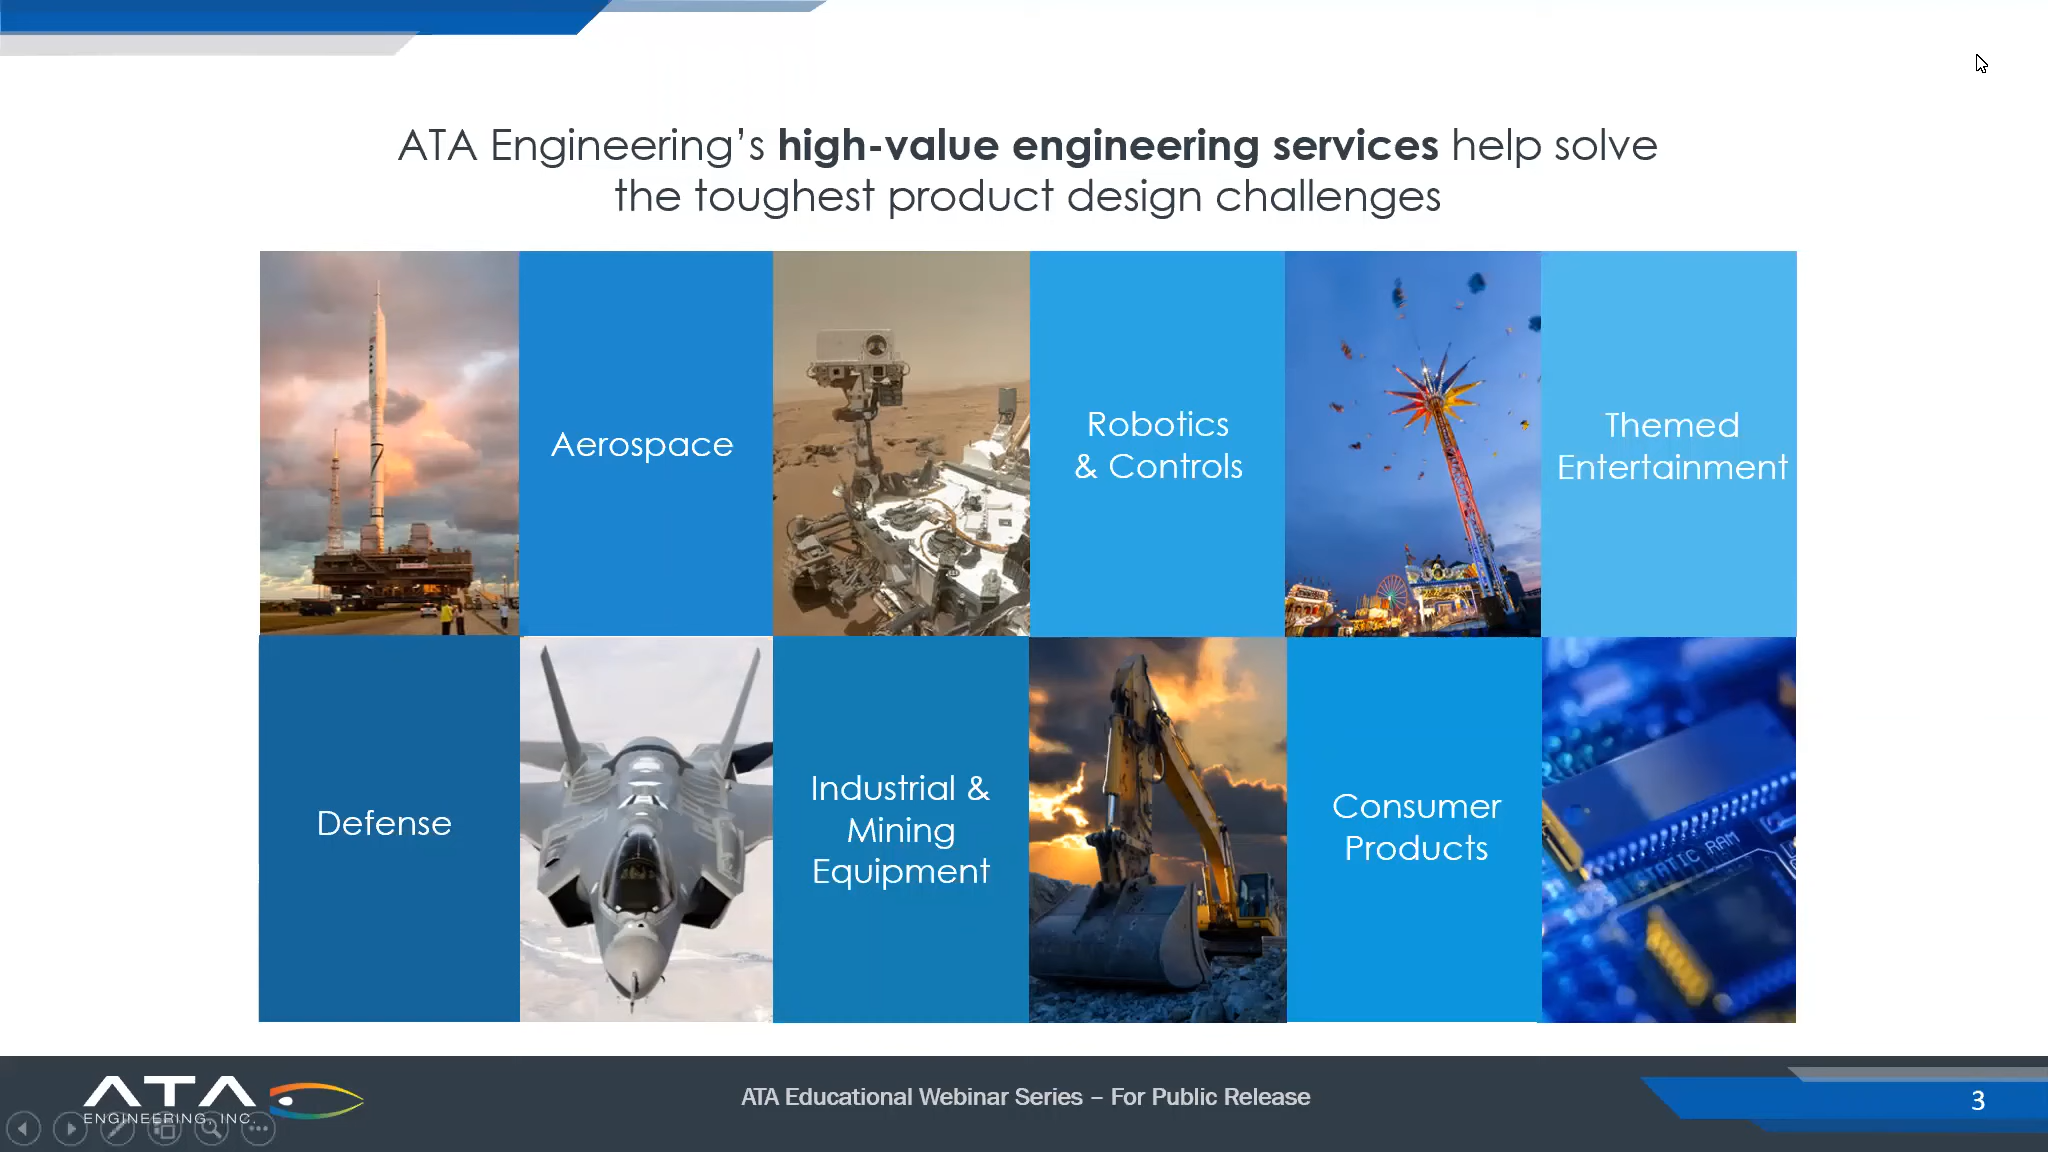 ATA Engineering’s high-value engineering services help solve
the toughest product design challenges
Aerospace
Robotics
& Controls
Themed
Entertainment
Defense
Industrial &
Mining
Equipment
Consumer
Products
STATIC RAM
ATA
ENGINEERING, INC.
ATA Educational Webinar Series – For Public Release
3